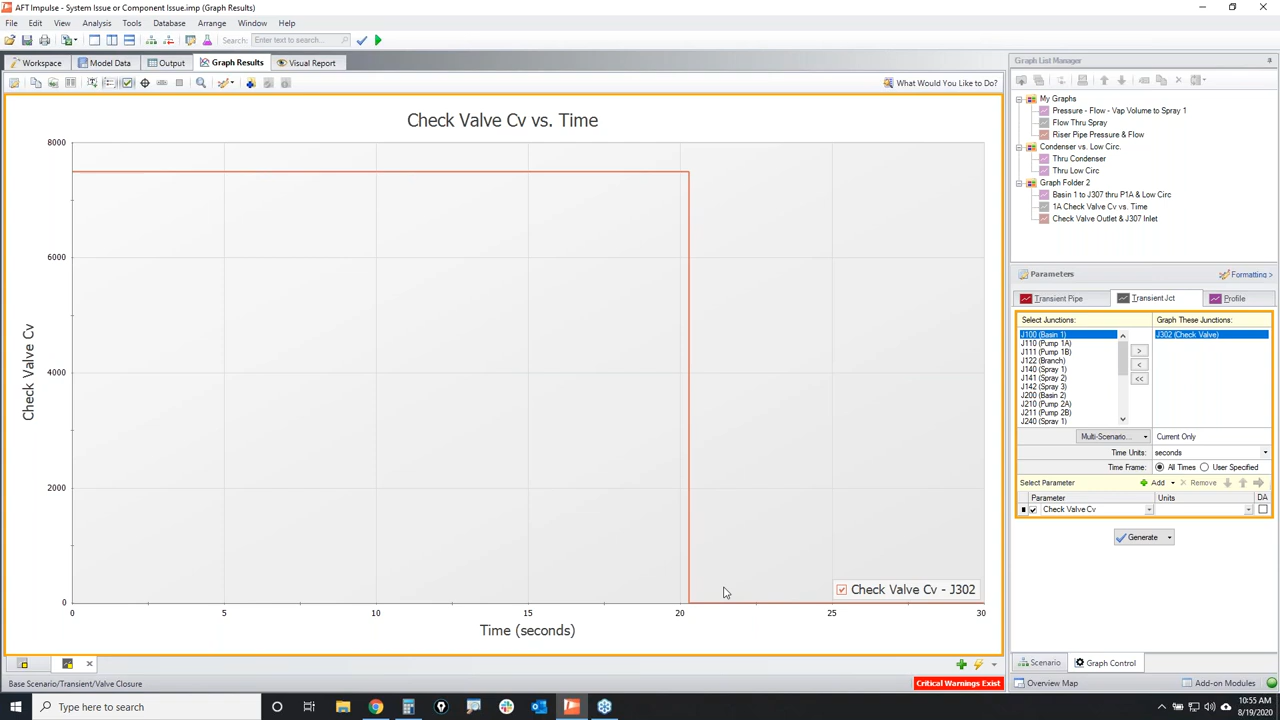 AFT Impulse - System Issue or Component Issue.imp (Graph Results)
File Edit View Analysis Tools Database Arrange Window Help
Search: Enter text to search...
Workspace Model Data Output Graph Results Visual Report
What Would You Like to Do?
Check Valve Cv vs. Time
8000
6000
4000
2000
0
Check Valve Cv
0 5 10 15 20 25 30
Time (seconds)
Check Valve Cv - J302
Graph List Manager
My Graphs
Pressure - Flow - Vap Volume to Spray 1
Flow Thru Spray
Riser Pipe Pressure & Flow
Condenser vs. Low Circ.
Thru Condenser
Thru Low Circ
Graph Folder 2
Basin 1 to J307 thru P1A & Low Circ
1A Check Valve Cv vs. Time
Check Valve Outlet & J307 Inlet
Parameters Formatting >
Transient Pipe Transient Jct Profile
Select Junctions: Graph These Junctions:
J100 (Basin 1) J302 (Check Valve)
J110 (Pump 1A)
J111 (Pump 1B)
J122 (Branch)
J140 (Spray 1)
J141 (Spray 2)
J142 (Spray 3)
J200 (Basin 2)
J210 (Pump 2A)
J211 (Pump 2B)
J240 (Spray 1)
>
<
<<
Multi-Scenario... Current Only
Time Units: seconds
Time Frame: All Times User Specified
Select Parameter Add Remove
Parameter Units DA
Check Valve Cv
Generate
Scenario Graph Control
Base Scenario/Transient/Valve Closure Critical Warnings Exist Overview Map Add-on Modules
Type here to search
10:55 AM
8/19/2020